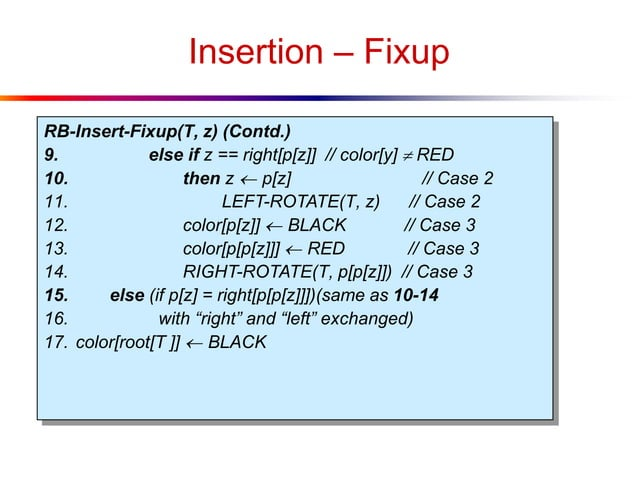 Insertion – Fixup
RB-Insert-Fixup(T, z) (Contd.)
9. else if z == right[p[z]] // color[y] ≠ RED
10. then z ← p[z] // Case 2
11. LEFT-ROTATE(T, z) // Case 2
12. color[p[z]] ← BLACK // Case 3
13. color[p[p[z]]] ← RED // Case 3
14. RIGHT-ROTATE(T, p[p[z]]) // Case 3
15. else (if p[z] = right[p[p[z]]])(same as 10-14
16. with “right” and “left” exchanged)
17. color[root[T ]] ← BLACK